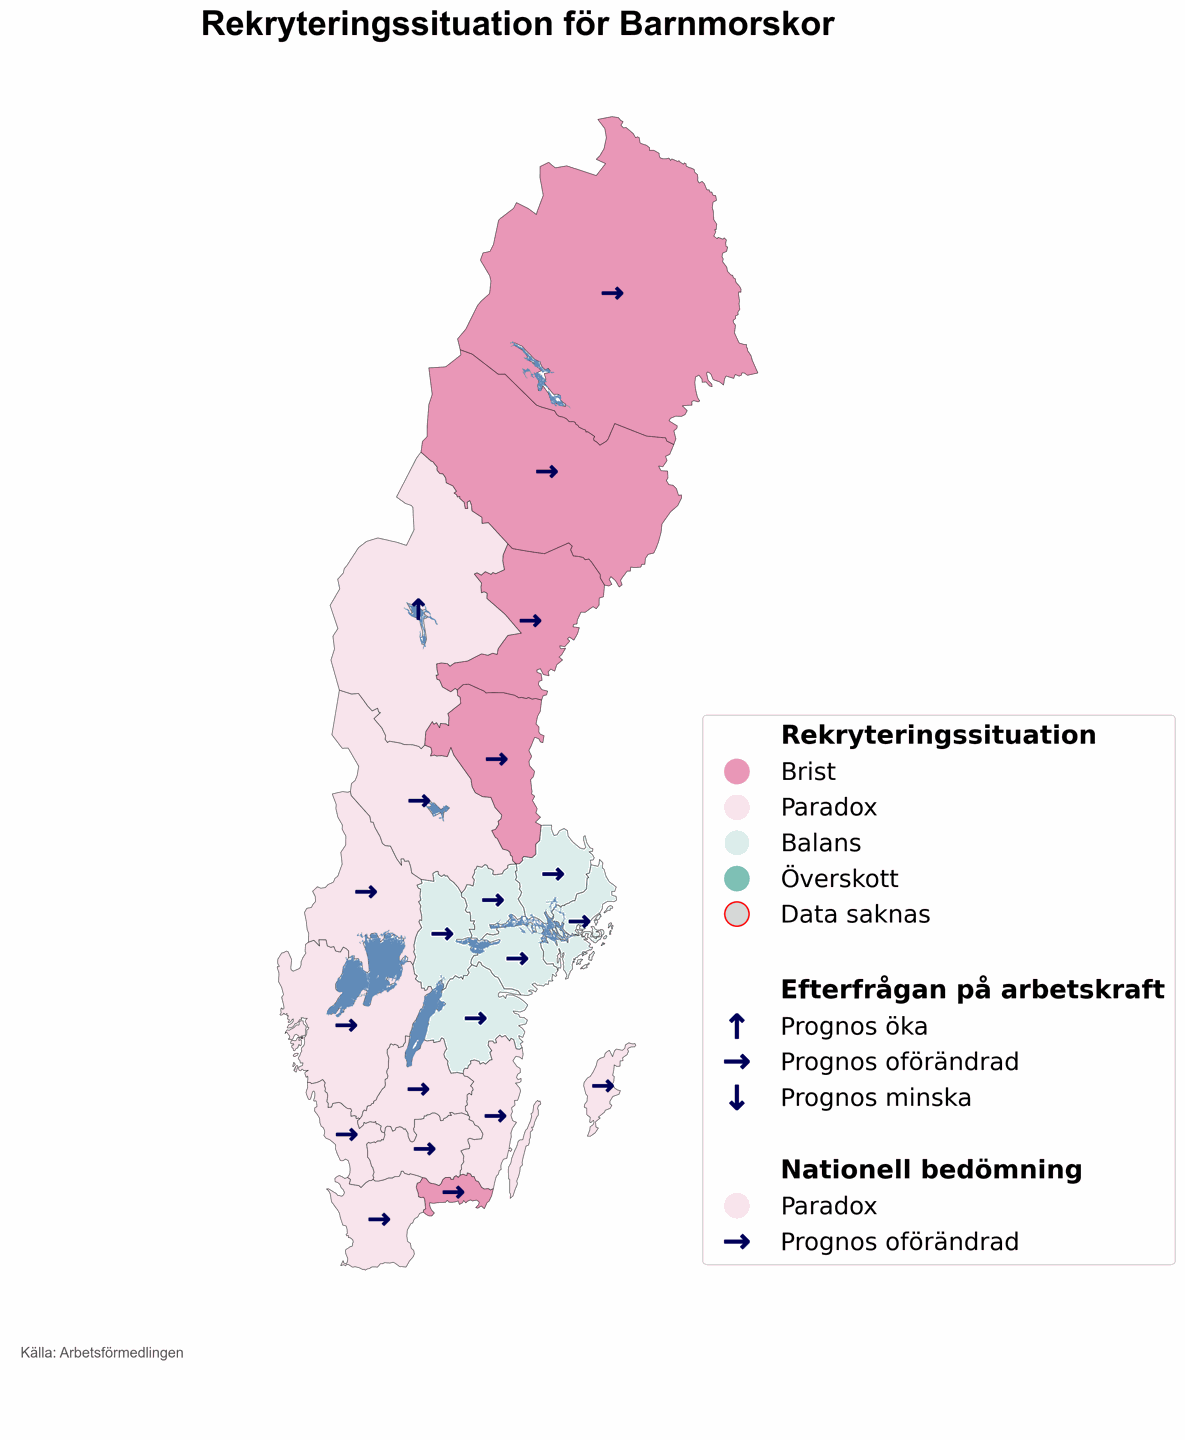 Rekryteringssituation för Barnmorskor
Rekryteringssituation
Brist
Paradox
Balans
Överskott
Data saknas
Efterfrågan på arbetskraft
Prognos öka
Prognos oförändrad
Prognos minska
Nationell bedömning
Paradox
Prognos oförändrad
Källa: Arbetsförmedlingen